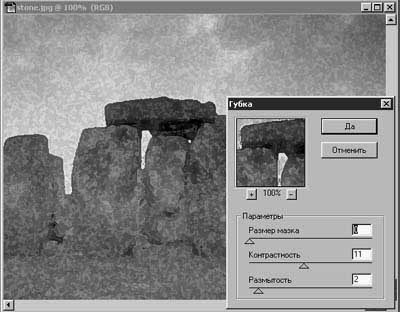 stone.jpg @ 100% (RGB)
Губка
Да
Отменить
+ 100% −
Параметры
Размер мазка 0
Контрастность 11
Размытость 2